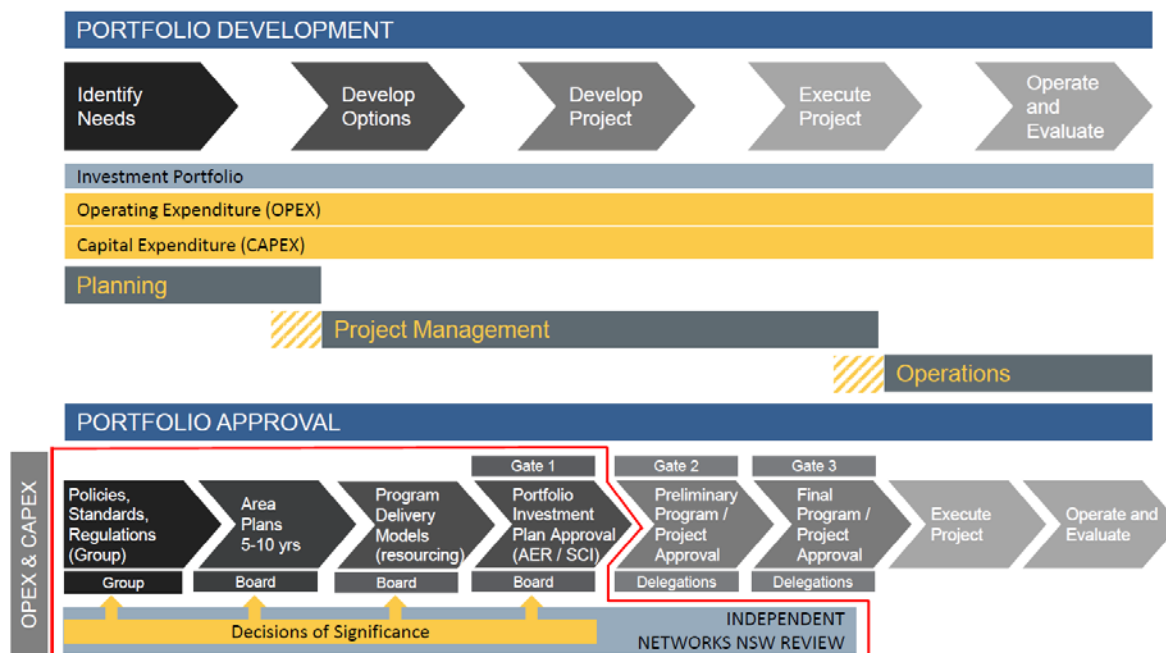 PORTFOLIO DEVELOPMENT
Identify
Needs
Develop
Options
Develop
Project
Execute
Project
Operate
and
Evaluate
Investment Portfolio
Operating Expenditure (OPEX)
Capital Expenditure (CAPEX)
Planning
Project Management
Operations
PORTFOLIO APPROVAL
OPEX & CAPEX
Gate 1
Gate 2
Gate 3
Policies,
Standards,
Regulations
(Group)
Area
Plans
5-10 yrs
Program
Delivery
Models
(resourcing)
Portfolio
Investment
Plan Approval
(AER / SCI)
Preliminary
Program /
Project
Approval
Final
Program /
Project
Approval
Execute
Project
Operate and
Evaluate
Group
Board
Board
Board
Delegations
Delegations
Decisions of Significance
INDEPENDENT
NETWORKS NSW REVIEW